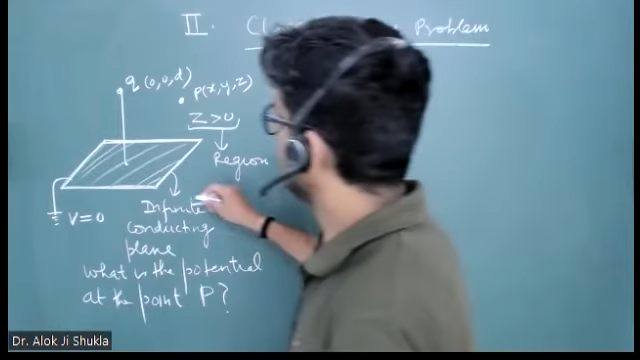 II. Problem
q (0,0,d)
P(x,y,z)
z>0
Region
V=0
Infinite
conducting
plane
what is the potential
at the point P?
Dr. Alok Ji Shukla